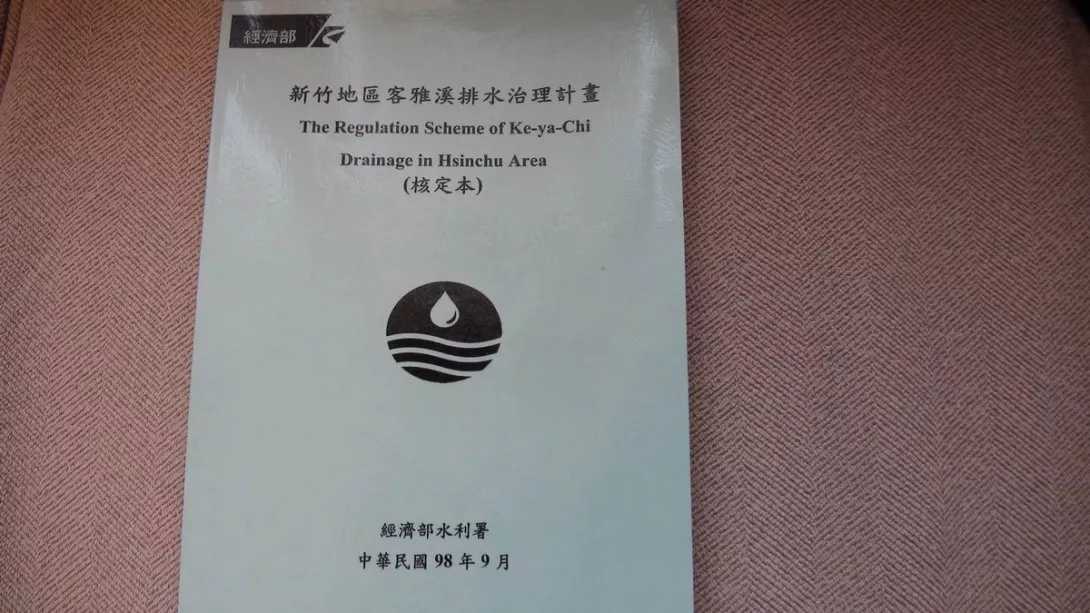 經濟部
新竹地區客雅溪排水治理計畫
The Regulation Scheme of Ke-ya-Chi
Drainage in Hsinchu Area
(核定本)
經濟部水利署
中華民國 98 年 9 月